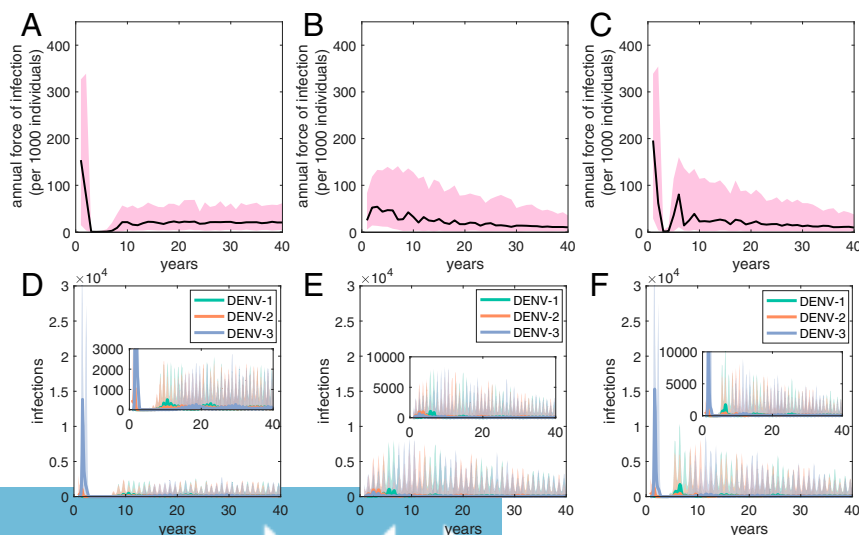 A
B
C
annual force of infection
(per 1000 individuals)
400
300
200
100
0
0 10 20 30 40
years
annual force of infection
(per 1000 individuals)
400
300
200
100
0
0 10 20 30 40
years
annual force of infection
(per 1000 individuals)
400
300
200
100
0
0 10 20 30 40
years
D
E
F
×10⁴
infections
3
2.5
2
1.5
1
0.5
0
0 10 20 30 40
years
DENV-1
DENV-2
DENV-3
3000
2000
1000
0
0 20 40
×10⁴
infections
3
2.5
2
1.5
1
0.5
0
0 10 20 30 40
years
DENV-1
DENV-2
DENV-3
10000
5000
0
0 20 40
×10⁴
infections
3
2.5
2
1.5
1
0.5
0
0 10 20 30 40
years
DENV-1
DENV-2
DENV-3
10000
5000
0
0 20 40